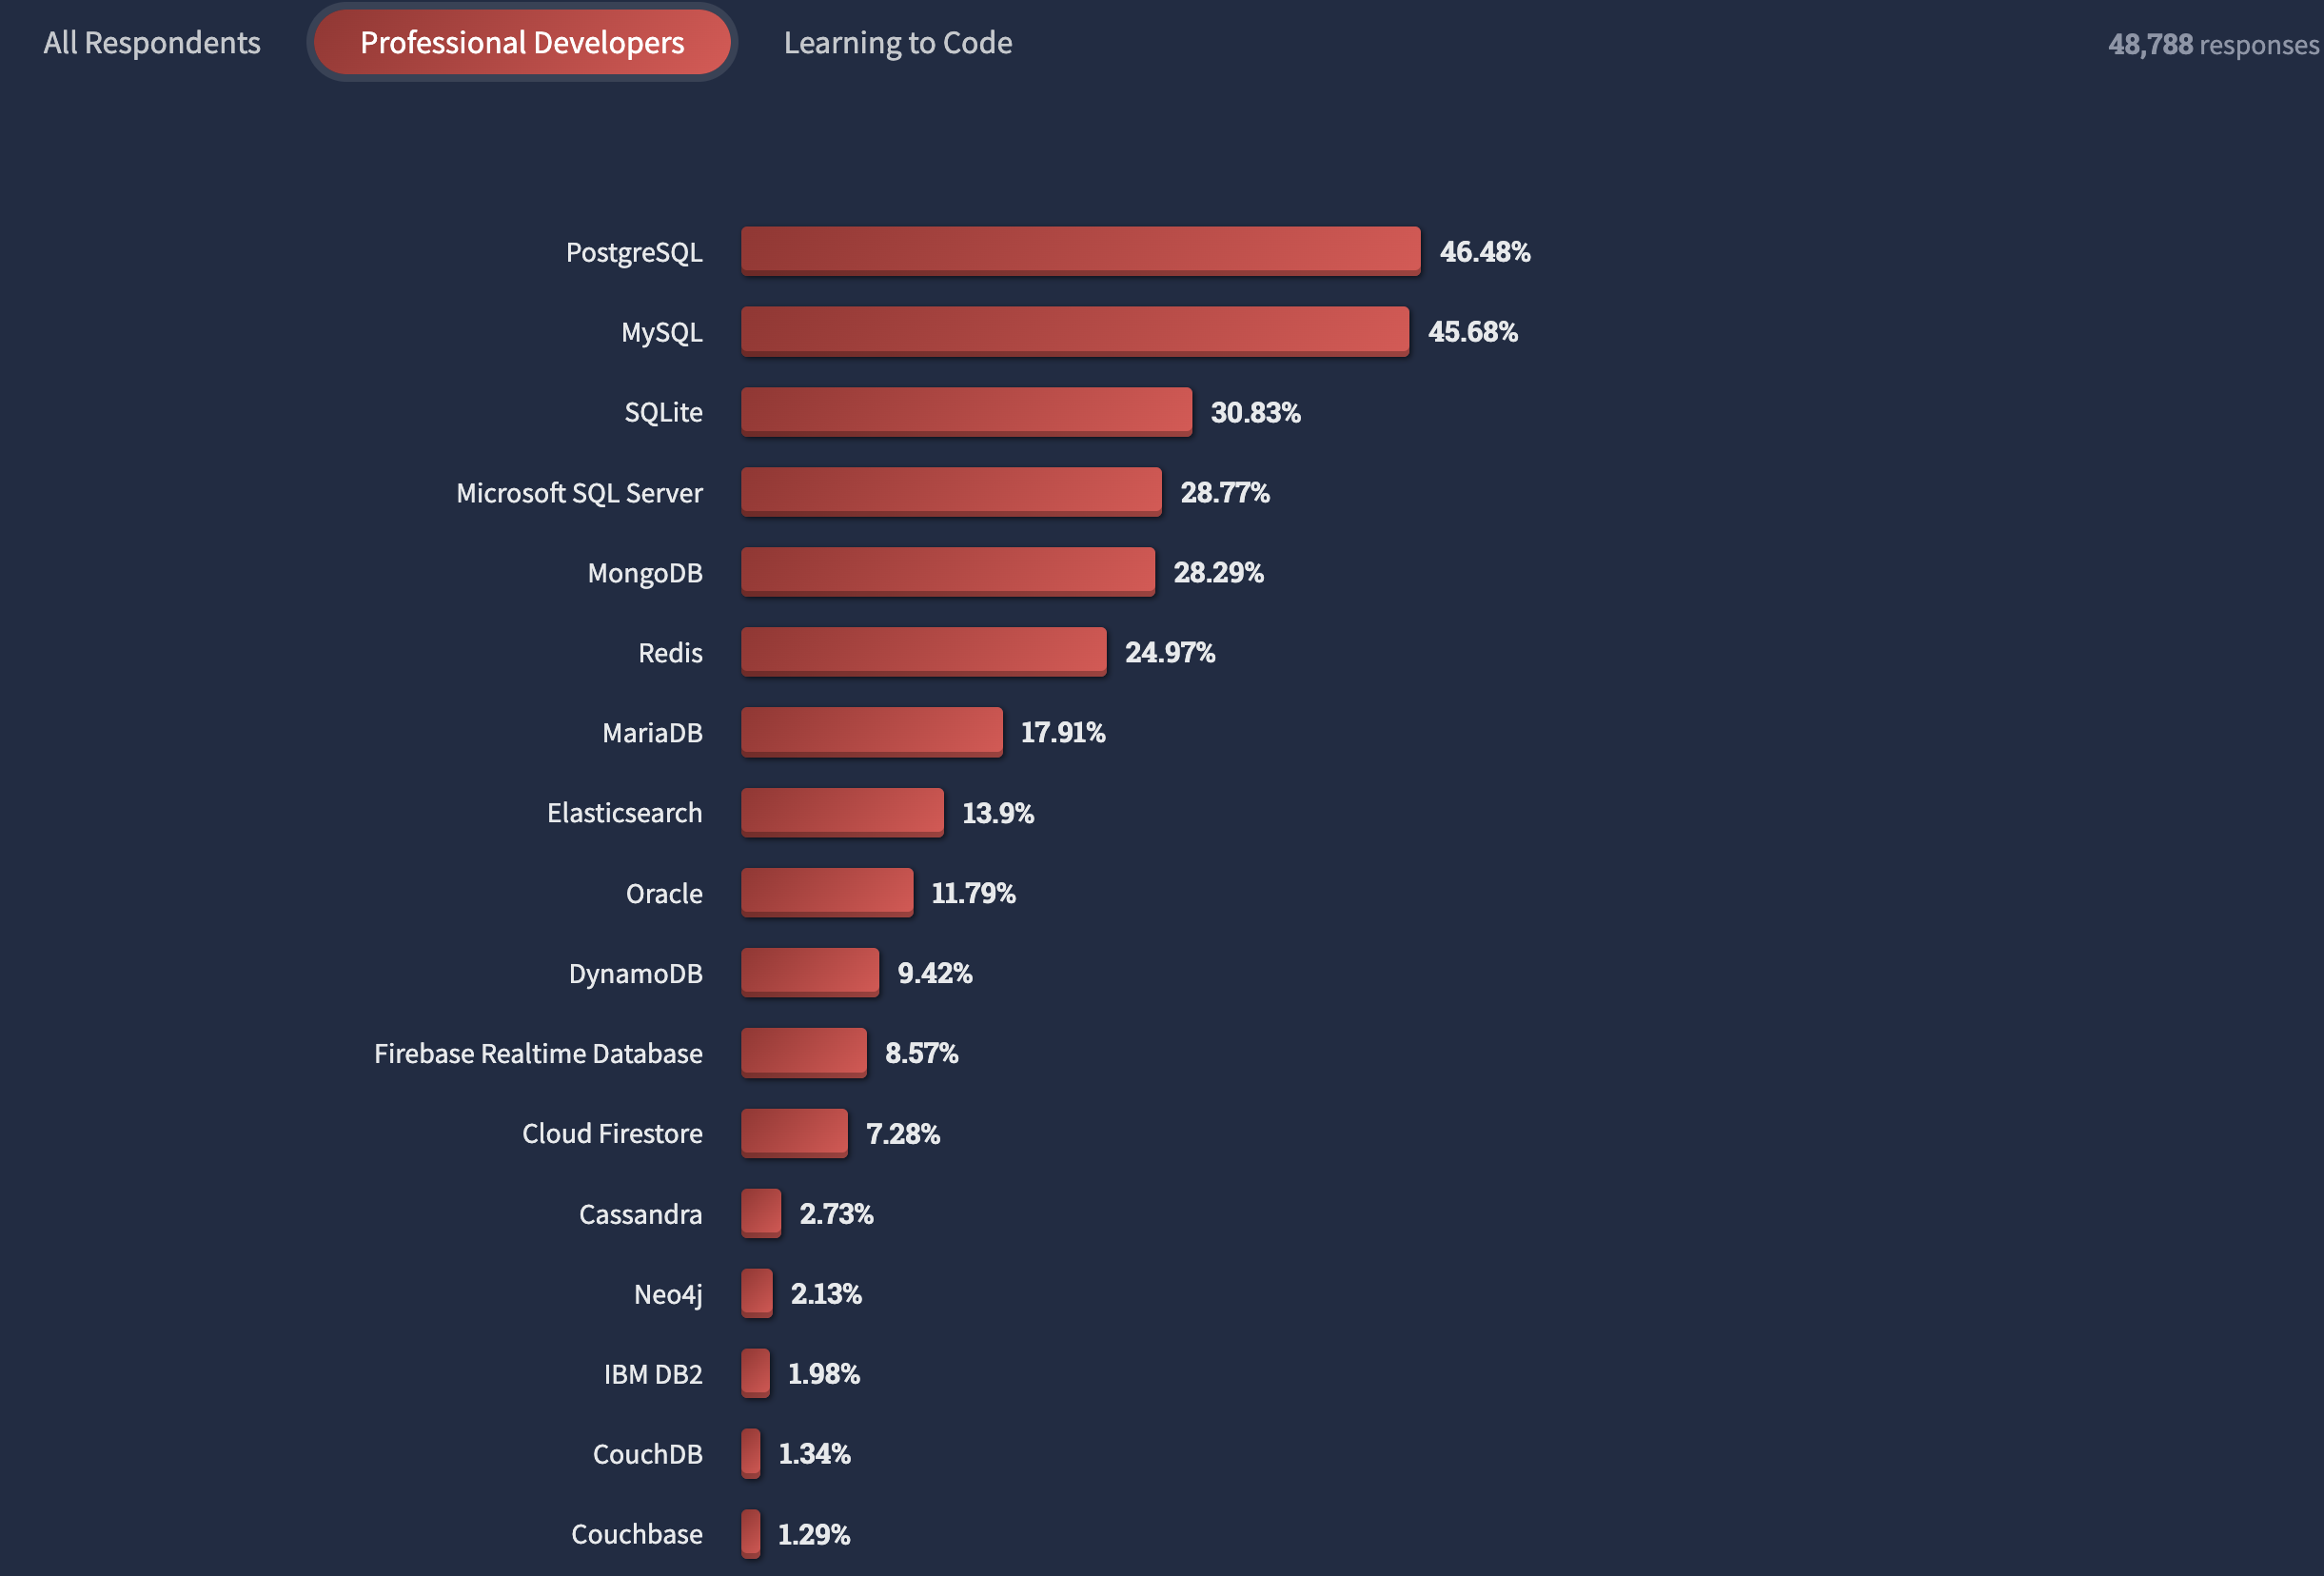 All Respondents Professional Developers Learning to Code 48,788 responses
PostgreSQL 46.48%
MySQL 45.68%
SQLite 30.83%
Microsoft SQL Server 28.77%
MongoDB 28.29%
Redis 24.97%
MariaDB 17.91%
Elasticsearch 13.9%
Oracle 11.79%
DynamoDB 9.42%
Firebase Realtime Database 8.57%
Cloud Firestore 7.28%
Cassandra 2.73%
Neo4j 2.13%
IBM DB2 1.98%
CouchDB 1.34%
Couchbase 1.29%